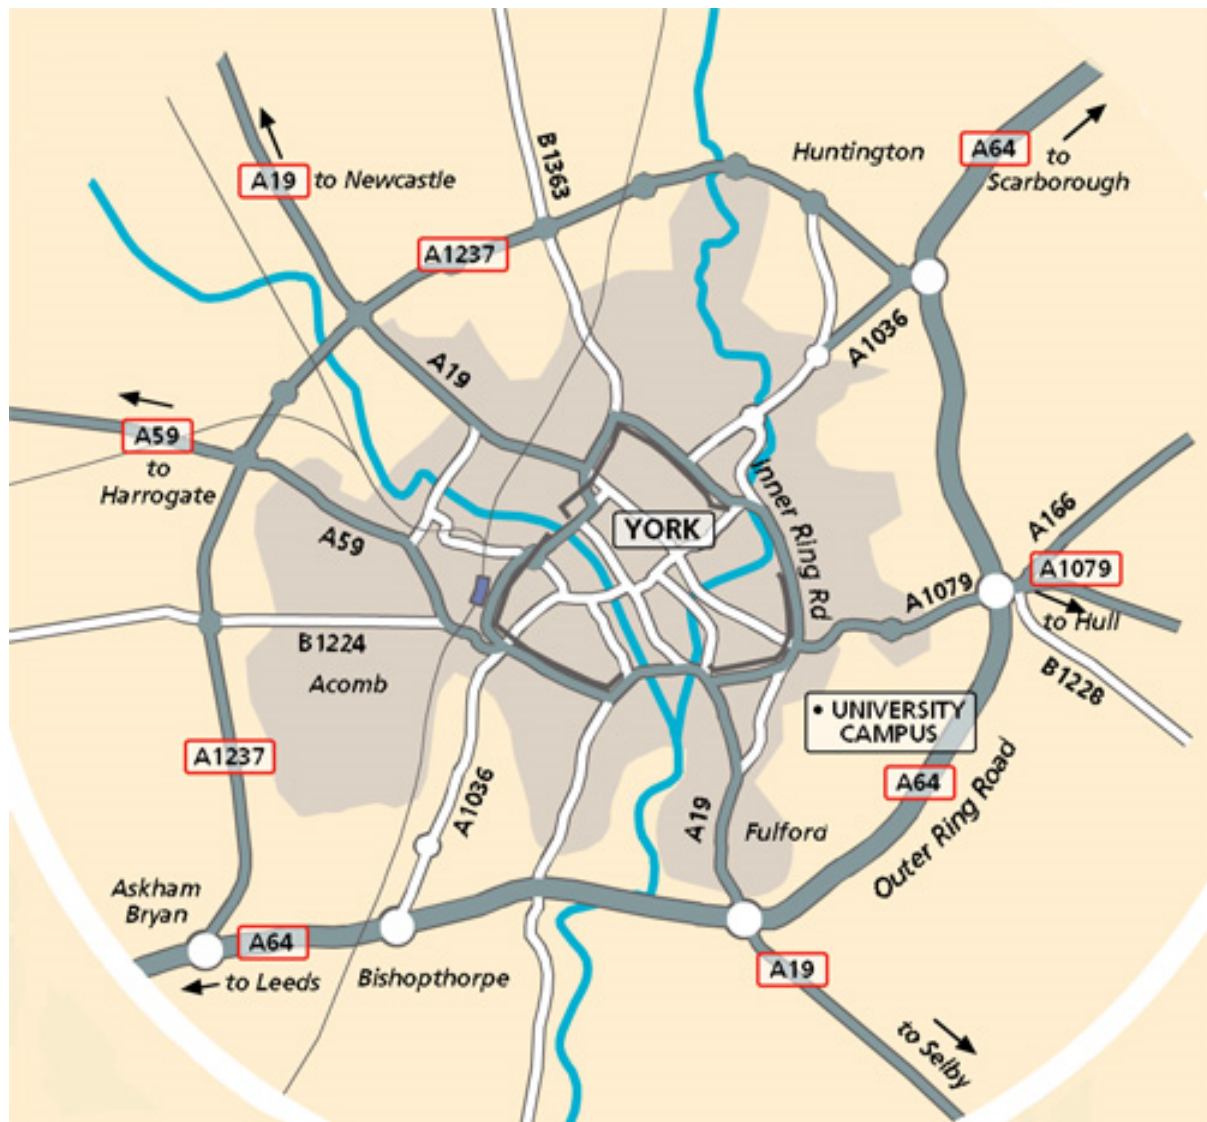 B1363
Huntington
A64
to
Scarborough
A19
to Newcastle
A1237
A1036
A19
A59
to
Harrogate
A59
YORK
Inner Ring Rd
A166
A1079
to Hull
A1079
B1228
B1224
Acomb
• UNIVERSITY
CAMPUS
A1237
A1036
A64
A19
Fulford
Outer Ring Road
Askham
Bryan
A64
to Leeds
Bishopthorpe
A19
to Selby